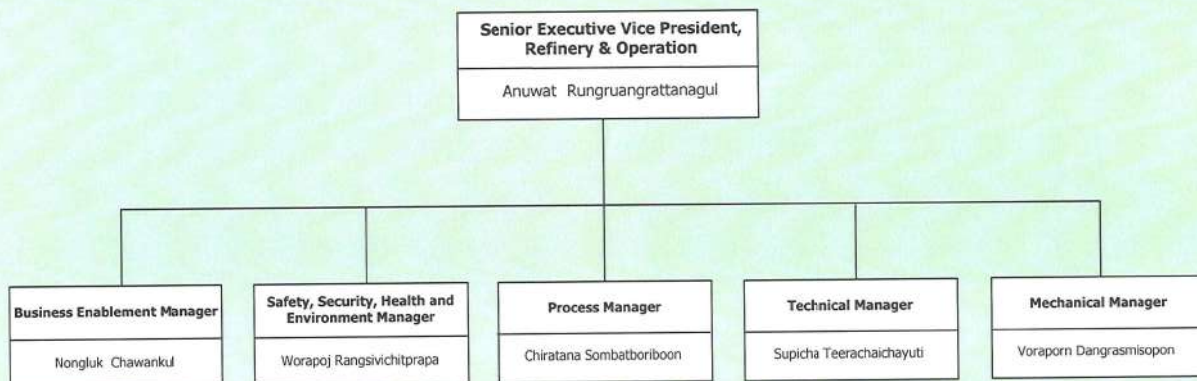 Senior Executive Vice President,
Refinery & Operation
Anuwat Rungruangrattanagul
Business Enablement Manager
Nongluk Chawankul
Safety, Security, Health and
Environment Manager
Worapoj Rangsivichitprapa
Process Manager
Chiratana Sombatboriboon
Technical Manager
Supicha Teerachaichayuti
Mechanical Manager
Voraporn Dangrasmisopon